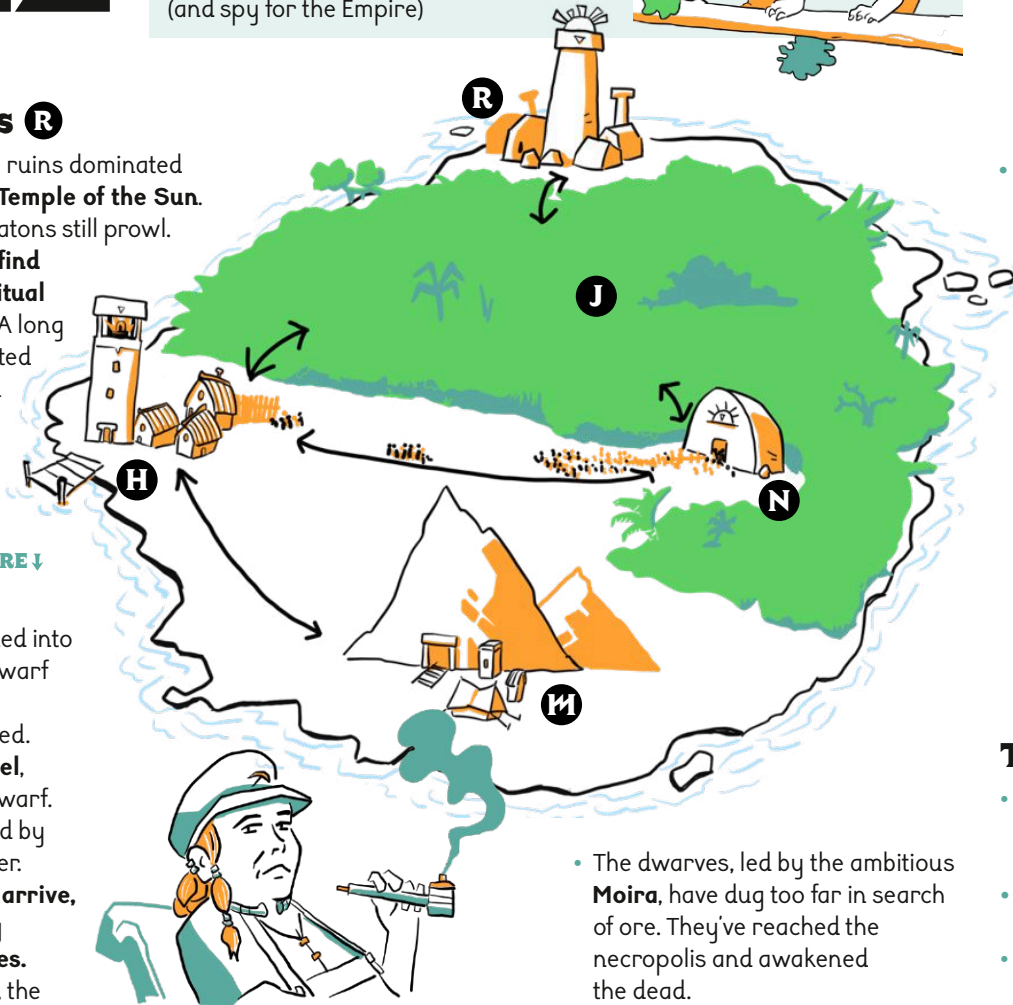 (and spy for the Empire)
s R
ruins dominated
Temple of the Sun.
atons still prowl.
find
itual
A long
ted
RE↓
ted into
warf
ed.
el,
warf.
d by
er.
arrive,
es.
the
R
J
H
N
M
• The dwarves, led by the ambitious
Moira, have dug too far in search
of ore. They've reached the
necropolis and awakened
the dead.
T